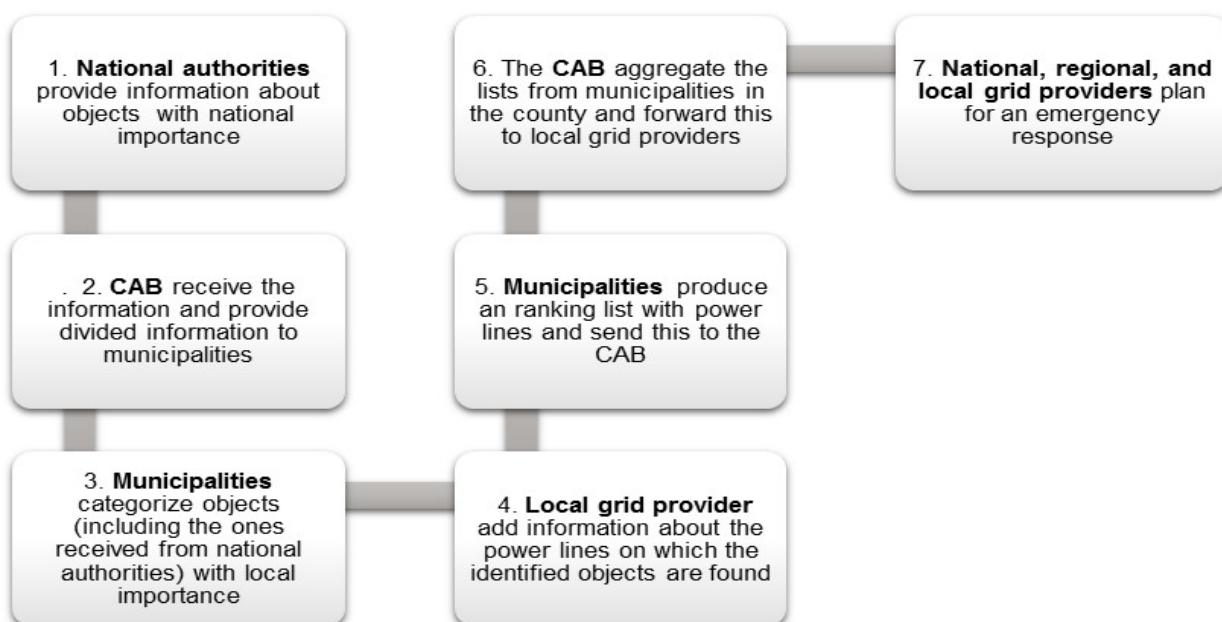 1. National authorities
provide information about
objects with national
importance
. 2. CAB receive the
information and provide
divided information to
municipalities
3. Municipalities
categorize objects
(including the ones
received from national
authorities) with local
importance
4. Local grid provider
add information about the
power lines on which the
identified objects are found
5. Municipalities produce
an ranking list with power
lines and send this to the
CAB
6. The CAB aggregate the
lists from municipalities in
the county and forward this
to local grid providers
7. National, regional, and
local grid providers plan
for an emergency
response